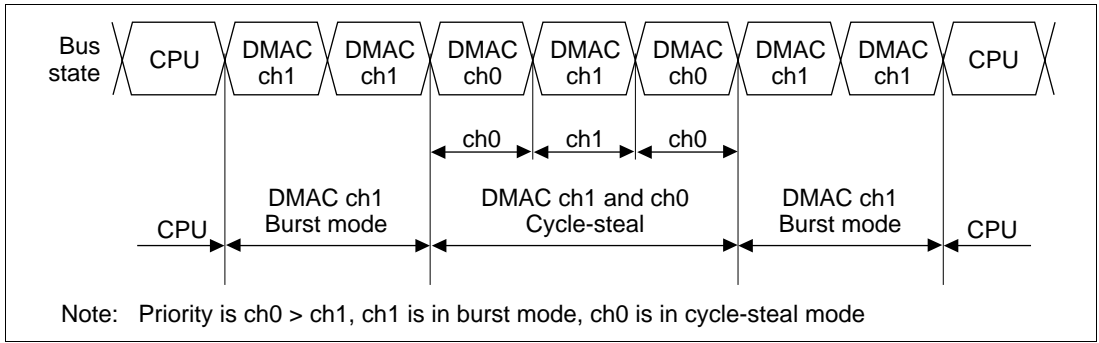 Bus state
CPU
DMAC ch1
DMAC ch1
DMAC ch0
DMAC ch1
DMAC ch0
DMAC ch1
DMAC ch1
CPU
ch0
ch1
ch0
CPU
DMAC ch1
Burst mode
DMAC ch1 and ch0
Cycle-steal
DMAC ch1
Burst mode
CPU
Note: Priority is ch0 > ch1, ch1 is in burst mode, ch0 is in cycle-steal mode